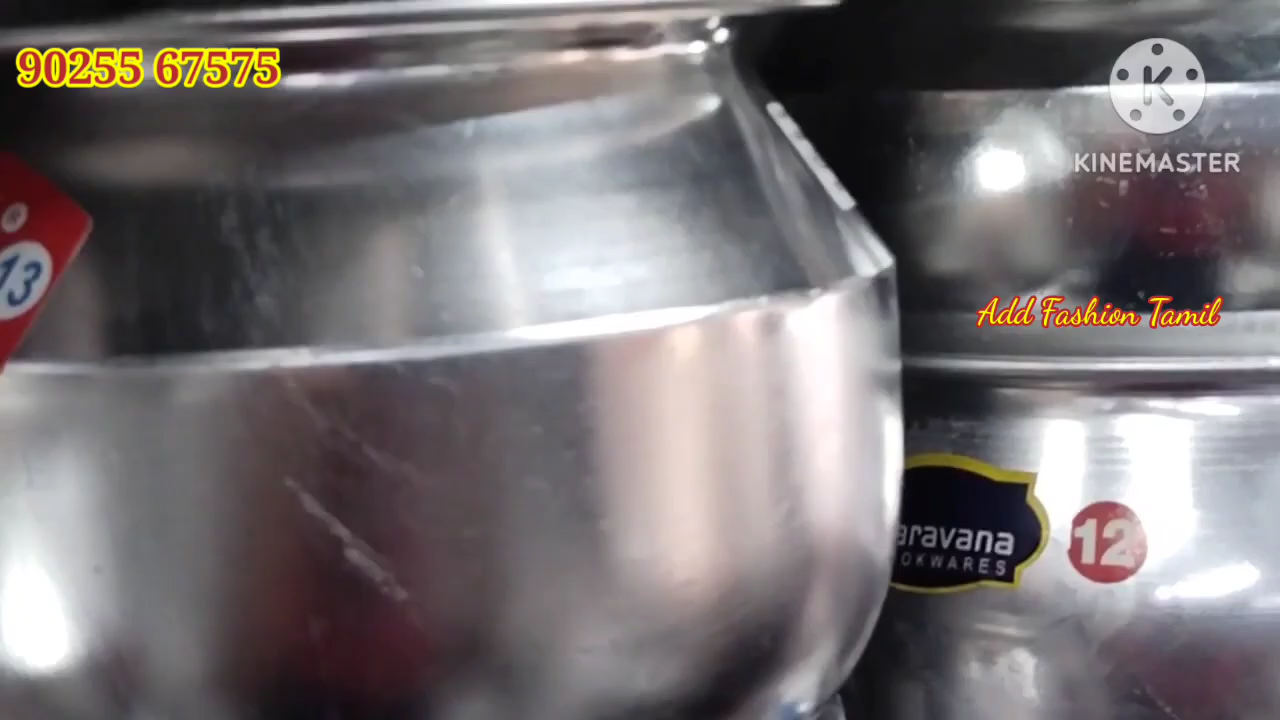 90255 67575
KINEMASTER
13
Add Fashion Tamil
aravana
OKWARES
12